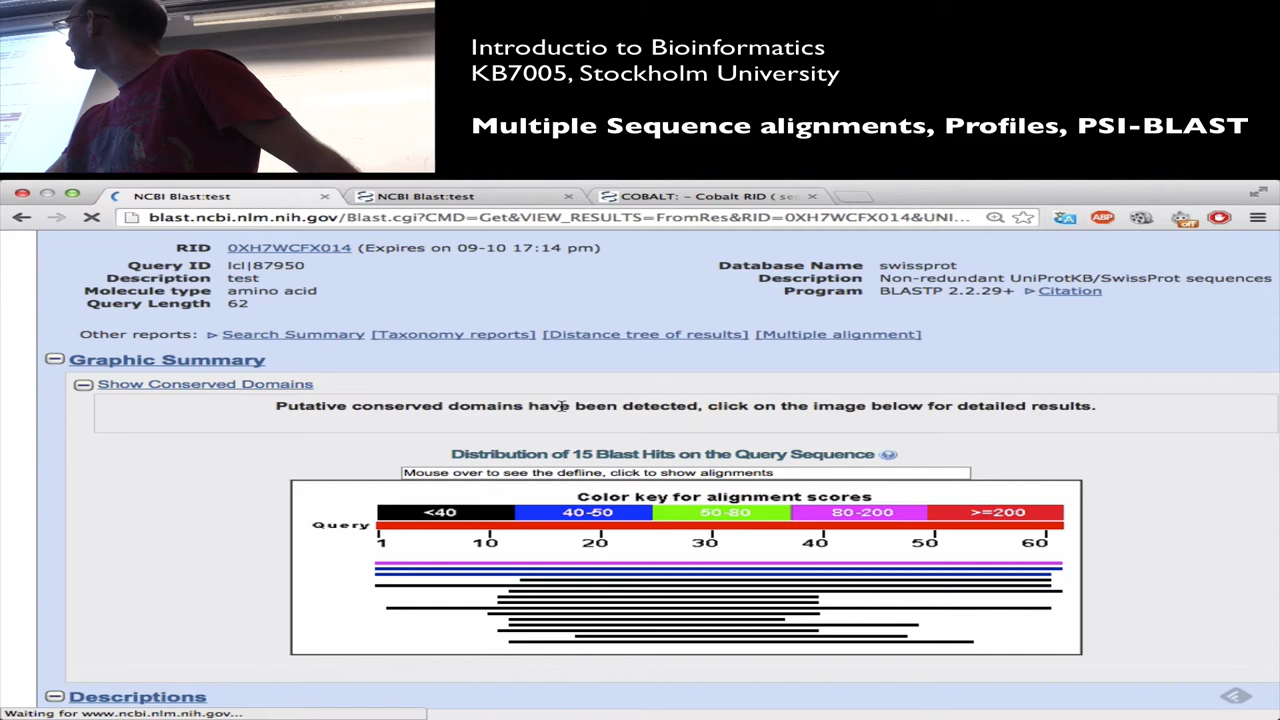 Introductio to Bioinformatics
KB7005, Stockholm University
Multiple Sequence alignments, Profiles, PSI-BLAST
NCBI Blast:test
NCBI Blast:test
COBALT: - Cobalt RID ( se
blast.ncbi.nlm.nih.gov/Blast.cgi?CMD=Get&VIEW_RESULTS=FromRes&RID=0XH7WCFX014&UNI...
ABP
off
RID 0XH7WCFX014 (Expires on 09-10 17:14 pm)
Query ID lcl|87950
Description test
Molecule type amino acid
Query Length 62
Database Name swissprot
Description Non-redundant UniProtKB/SwissProt sequences
Program BLASTP 2.2.29+ Citation
Other reports: Search Summary [Taxonomy reports] [Distance tree of results] [Multiple alignment]
Graphic Summary
Show Conserved Domains
Putative conserved domains have been detected, click on the image below for detailed results.
Distribution of 15 Blast Hits on the Query Sequence
Mouse over to see the defline, click to show alignments
Color key for alignment scores
<40 40-50 50-80 80-200 >=200
Query
1 10 20 30 40 50 60
Descriptions
Waiting for www.ncbi.nlm.nih.gov...